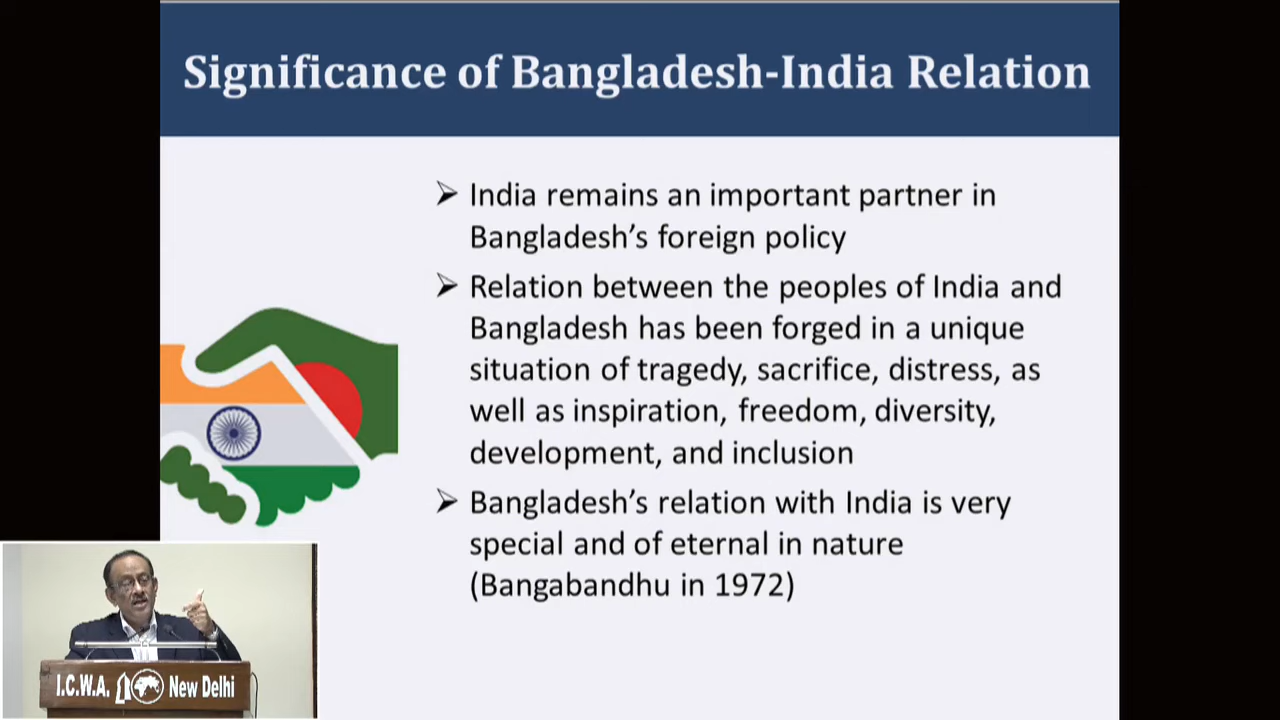 Significance of Bangladesh-India Relation
➢ India remains an important partner in
Bangladesh’s foreign policy
➢ Relation between the peoples of India and
Bangladesh has been forged in a unique
situation of tragedy, sacrifice, distress, as
well as inspiration, freedom, diversity,
development, and inclusion
➢ Bangladesh’s relation with India is very
special and of eternal in nature
(Bangabandhu in 1972)
I.C.W.A. New Delhi